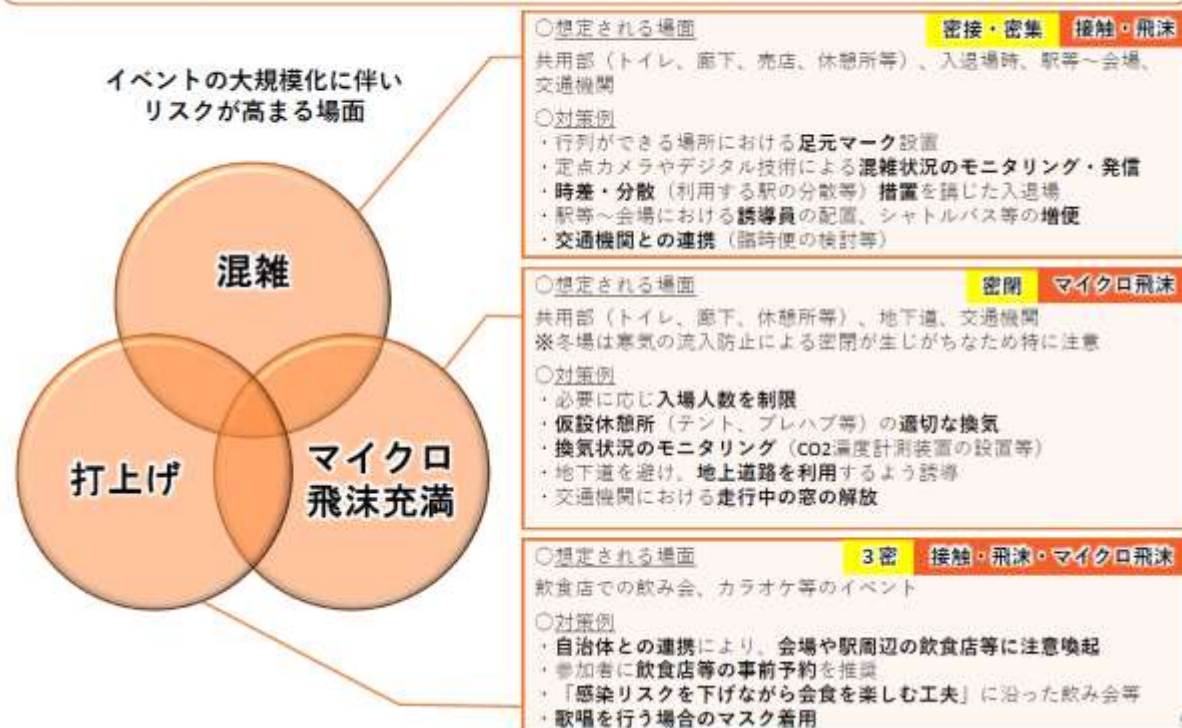 イベントの大規模化に伴い
リスクが高まる場面
混雑
打上げ
マイクロ
飛沫充満
○想定される場面
密接・密集
接触・飛沫
共用部（トイレ、廊下、売店、休憩所等）、入退場時、駅等～会場、
交通機関
○対策例
・行列ができる場所における足元マーク設置
・定点カメラやデジタル技術による混雑状況のモニタリング・発信
・時差・分散（利用する駅の分散等）措置を講じた入退場
・駅等～会場における誘導員の配置、シャトルバス等の増便
・交通機関との連携（臨時便の検討等）
○想定される場面
密閉
マイクロ飛沫
共用部（トイレ、廊下、休憩所等）、地下道、交通機関
※冬場は寒気の流入防止による密閉が生じがちなため特に注意
○対策例
・必要に応じ入場人数を制限
・仮設休憩所（テント、プレハブ等）の適切な換気
・換気状況のモニタリング（CO2濃度計測装置の設置等）
・地下道を避け、地上道路を利用するよう誘導
・交通機関における走行中の窓の解放
○想定される場面
3密
接触・飛沫・マイクロ飛沫
飲食店での飲み会、カラオケ等のイベント
○対策例
・自治体との連携により、会場や駅周辺の飲食店等に注意喚起
・参加者に飲食店等の事前予約を推奨
・「感染リスクを下げながら会食を楽しむ工夫」に沿った飲み会等
・歌唱を行う場合のマスク着用